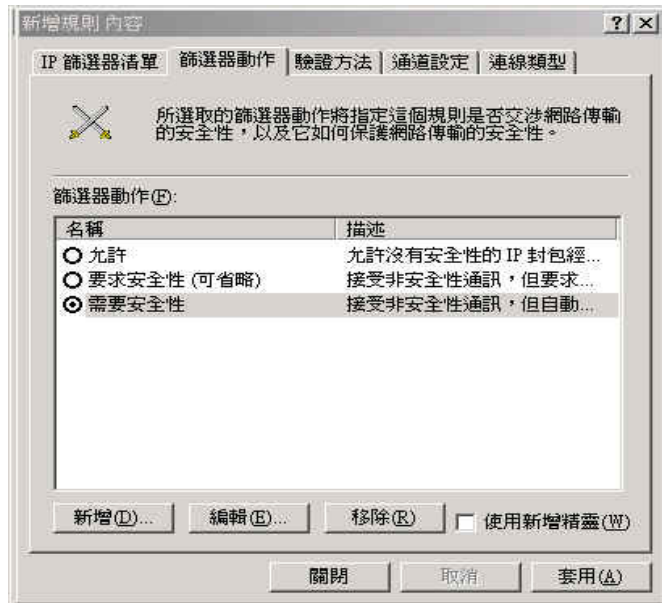 新增規則 內容
IP 篩選器清單 篩選器動作 驗證方法 通道設定 連線類型
所選取的篩選器動作將指定這個規則是否交涉網路傳輸
的安全性，以及它如何保護網路傳輸的安全性。
篩選器動作(F):
名稱 描述
允許 允許沒有安全性的 IP 封包經...
要求安全性 (可省略) 接受非安全性通訊，但要求...
需要安全性 接受非安全性通訊，但自動...
新增(D)... 編輯(E)... 移除(R) 使用新增精靈(W)
關閉 取消 套用(A)